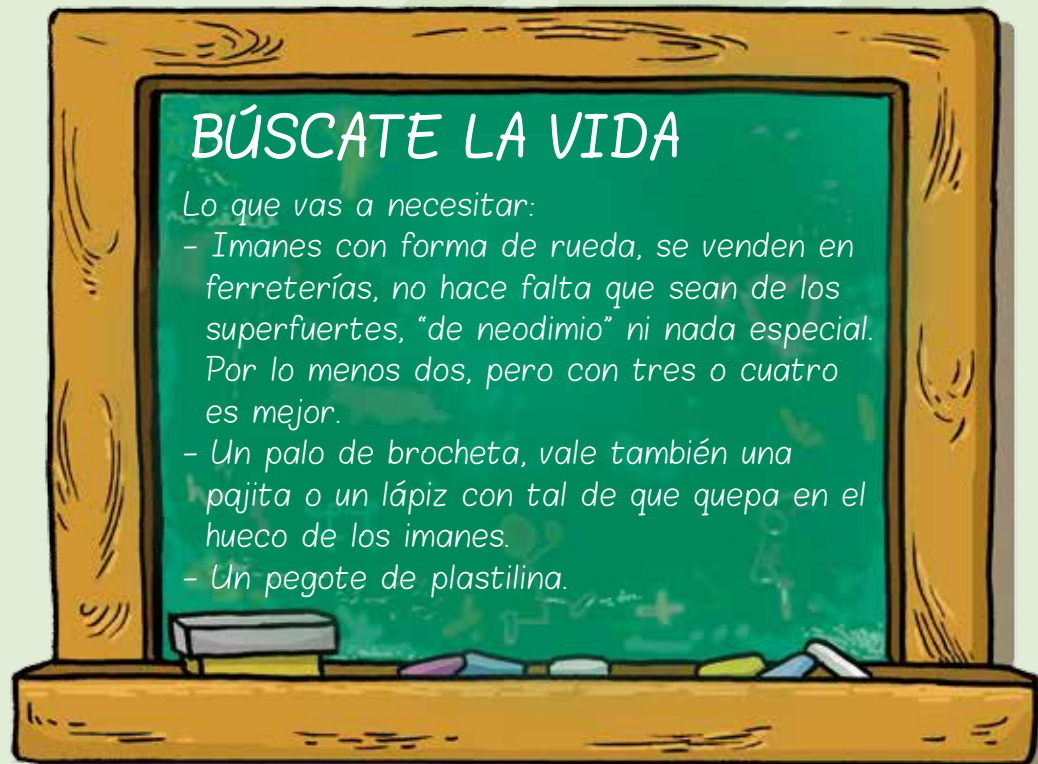 BÚSCATE LA VIDA
Lo que vas a necesitar:
- Imanes con forma de rueda, se venden en
ferreterías, no hace falta que sean de los
superfuertes, “de neodimio” ni nada especial.
Por lo menos dos, pero con tres o cuatro
es mejor.
- Un palo de brocheta, vale también una
pajita o un lápiz con tal de que quepa en el
hueco de los imanes.
- Un pegote de plastilina.